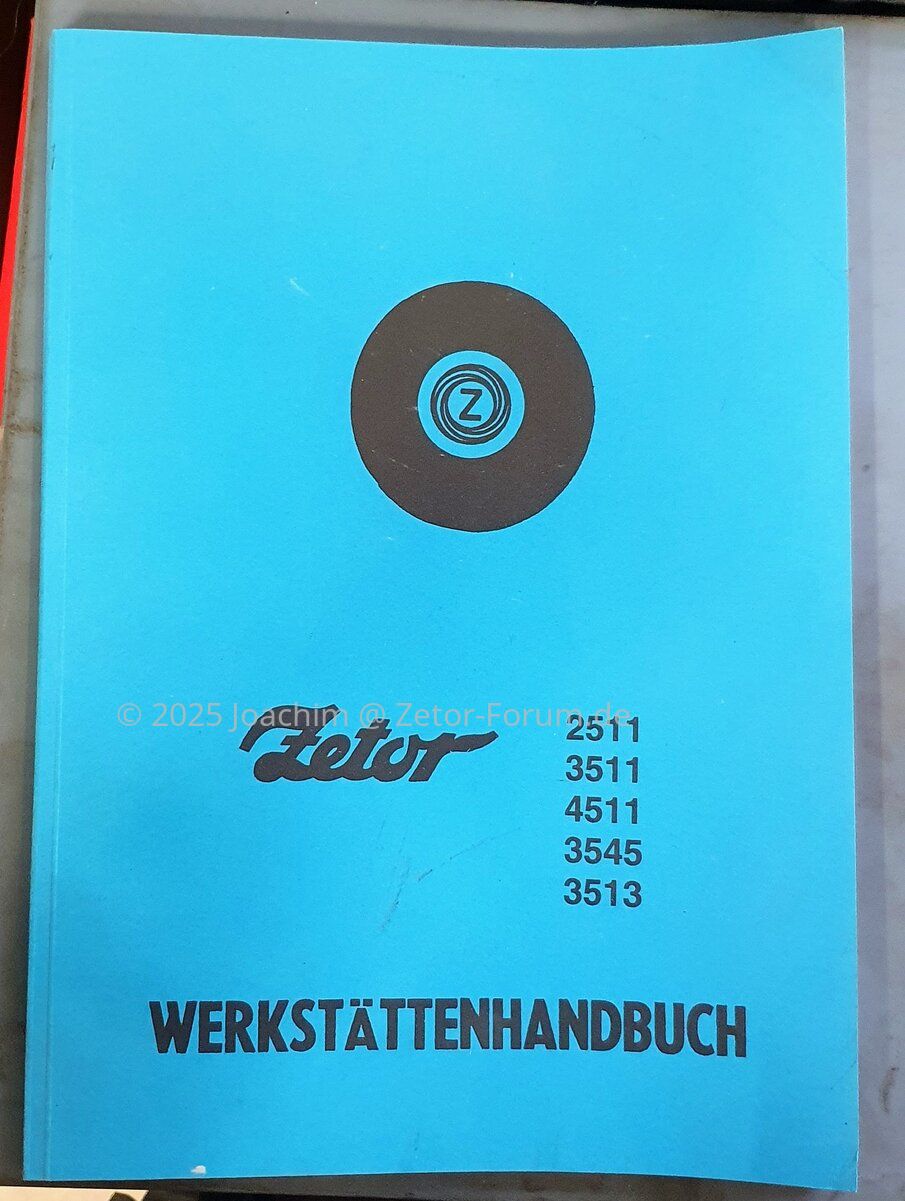 Z
© 2025 Joachim @ Zetor-Forum.de
Zetor
2511
3511
4511
3545
3513
WERKSTÄTTENHANDBUCH